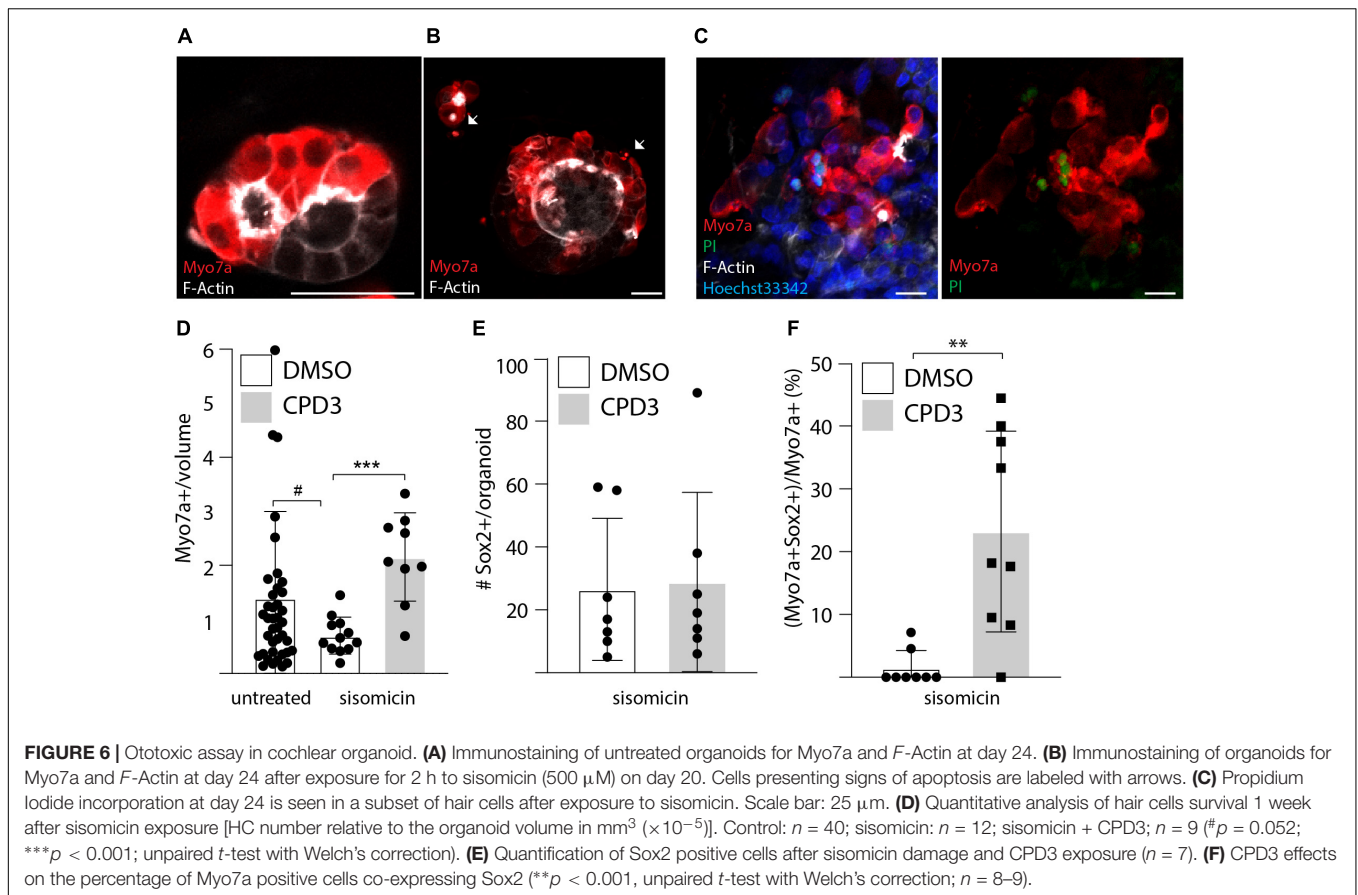 A
B
C
Myo7a
F-Actin
Myo7a
F-Actin
Myo7a
PI
F-Actin
Hoechst33342
Myo7a
PI
D
E
F
6
5
4
3
2
1
Myo7a+/volume
DMSO
CPD3
#
***
untreated
sisomicin
100
80
60
40
20
# Sox2+/organoid
DMSO
CPD3
sisomicin
50
40
30
20
10
(Myo7a+Sox2+)/Myo7a+ (%)
DMSO
CPD3
**
sisomicin
FIGURE 6 | Ototoxic assay in cochlear organoid. (A) Immunostaining of untreated organoids for Myo7a and F-Actin at day 24. (B) Immunostaining of organoids for
Myo7a and F-Actin at day 24 after exposure for 2 h to sisomicin (500 μM) on day 20. Cells presenting signs of apoptosis are labeled with arrows. (C) Propidium
Iodide incorporation at day 24 is seen in a subset of hair cells after exposure to sisomicin. Scale bar: 25 μm. (D) Quantitative analysis of hair cells survival 1 week
after sisomicin exposure [HC number relative to the organoid volume in mm³ (×10⁻⁵)]. Control: n = 40; sisomicin: n = 12; sisomicin + CPD3; n = 9 (#p = 0.052;
***p < 0.001; unpaired t-test with Welch's correction). (E) Quantification of Sox2 positive cells after sisomicin damage and CPD3 exposure (n = 7). (F) CPD3 effects
on the percentage of Myo7a positive cells co-expressing Sox2 (**p < 0.001, unpaired t-test with Welch's correction; n = 8–9).